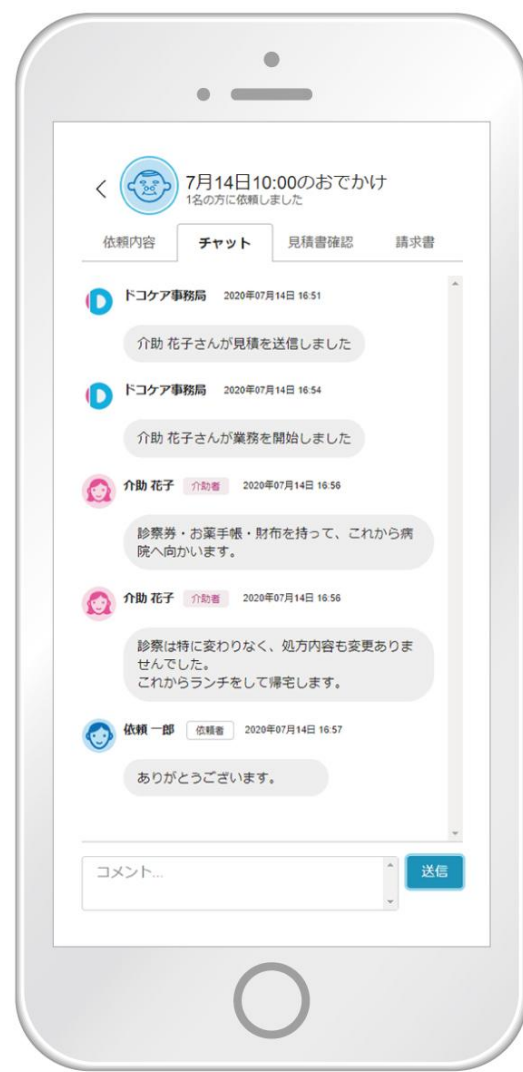 7月14日10:00のおでかけ
1名の方に依頼しました
依頼内容 チャット 見積書確認 請求書
ドコケア事務局 2020年07月14日 16:51
介助 花子さんが見積を送信しました
ドコケア事務局 2020年07月14日 16:54
介助 花子さんが業務を開始しました
介助 花子 介助者 2020年07月14日 16:56
診察券・お薬手帳・財布を持って、これから病
院へ向かいます。
介助 花子 介助者 2020年07月14日 16:56
診察は特に変わりなく、処方内容も変更ありま
せんでした。
これからランチをして帰宅します。
依頼 一郎 依頼者 2020年07月14日 16:57
ありがとうございます。
コメント... 送信